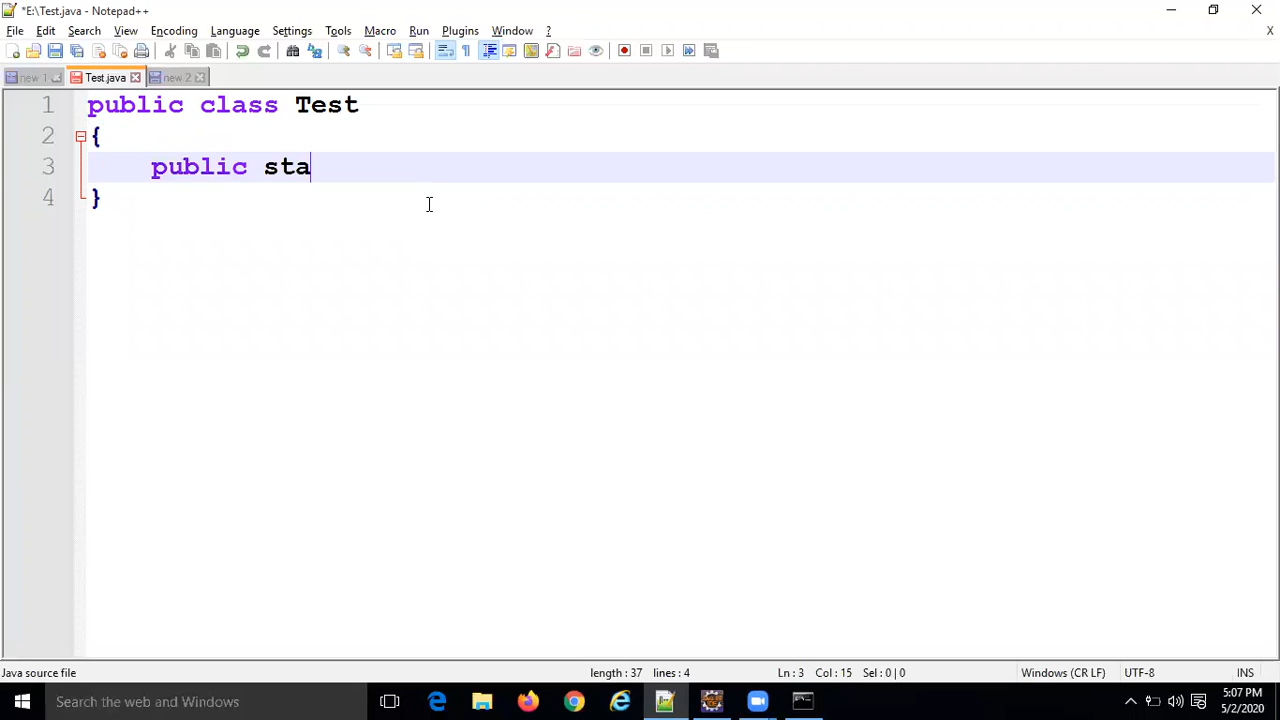 *E:\Test.java - Notepad++
File Edit Search View Encoding Language Settings Tools Macro Run Plugins Window ?
X
new 1 Test.java new 2
1 public class Test
2 {
3 public sta
4 }
Java source file length : 37 lines : 4 Ln : 3 Col : 15 Sel : 0 | 0 Windows (CR LF) UTF-8 INS
Search the web and Windows
5:07 PM
5/2/2020